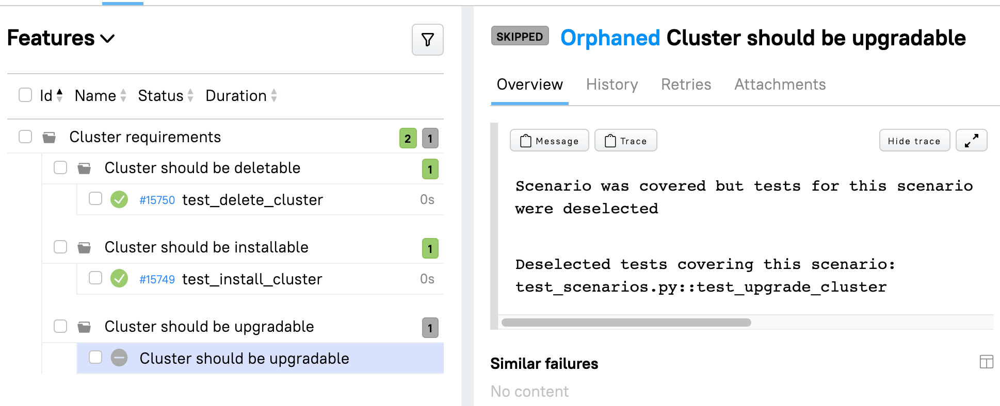 Features
Id Name Status Duration
Cluster requirements 2 1
Cluster should be deletable 1
#15750 test_delete_cluster 0s
Cluster should be installable 1
#15749 test_install_cluster 0s
Cluster should be upgradable 1
Cluster should be upgradable
SKIPPED Orphaned Cluster should be upgradable
Overview History Retries Attachments
Message Trace Hide trace
Scenario was covered but tests for this scenario
were deselected
Deselected tests covering this scenario:
test_scenarios.py::test_upgrade_cluster
Similar failures
No content